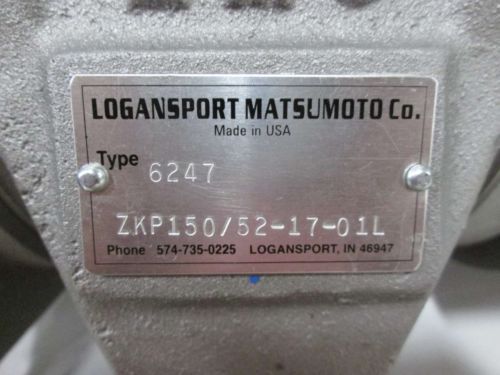 LOGANSPORT MATSUMOTO Co.
Made in USA
Type 6247
ZKP150/52-17-01L
Phone 574-735-0225 LOGANSPORT, IN 46947